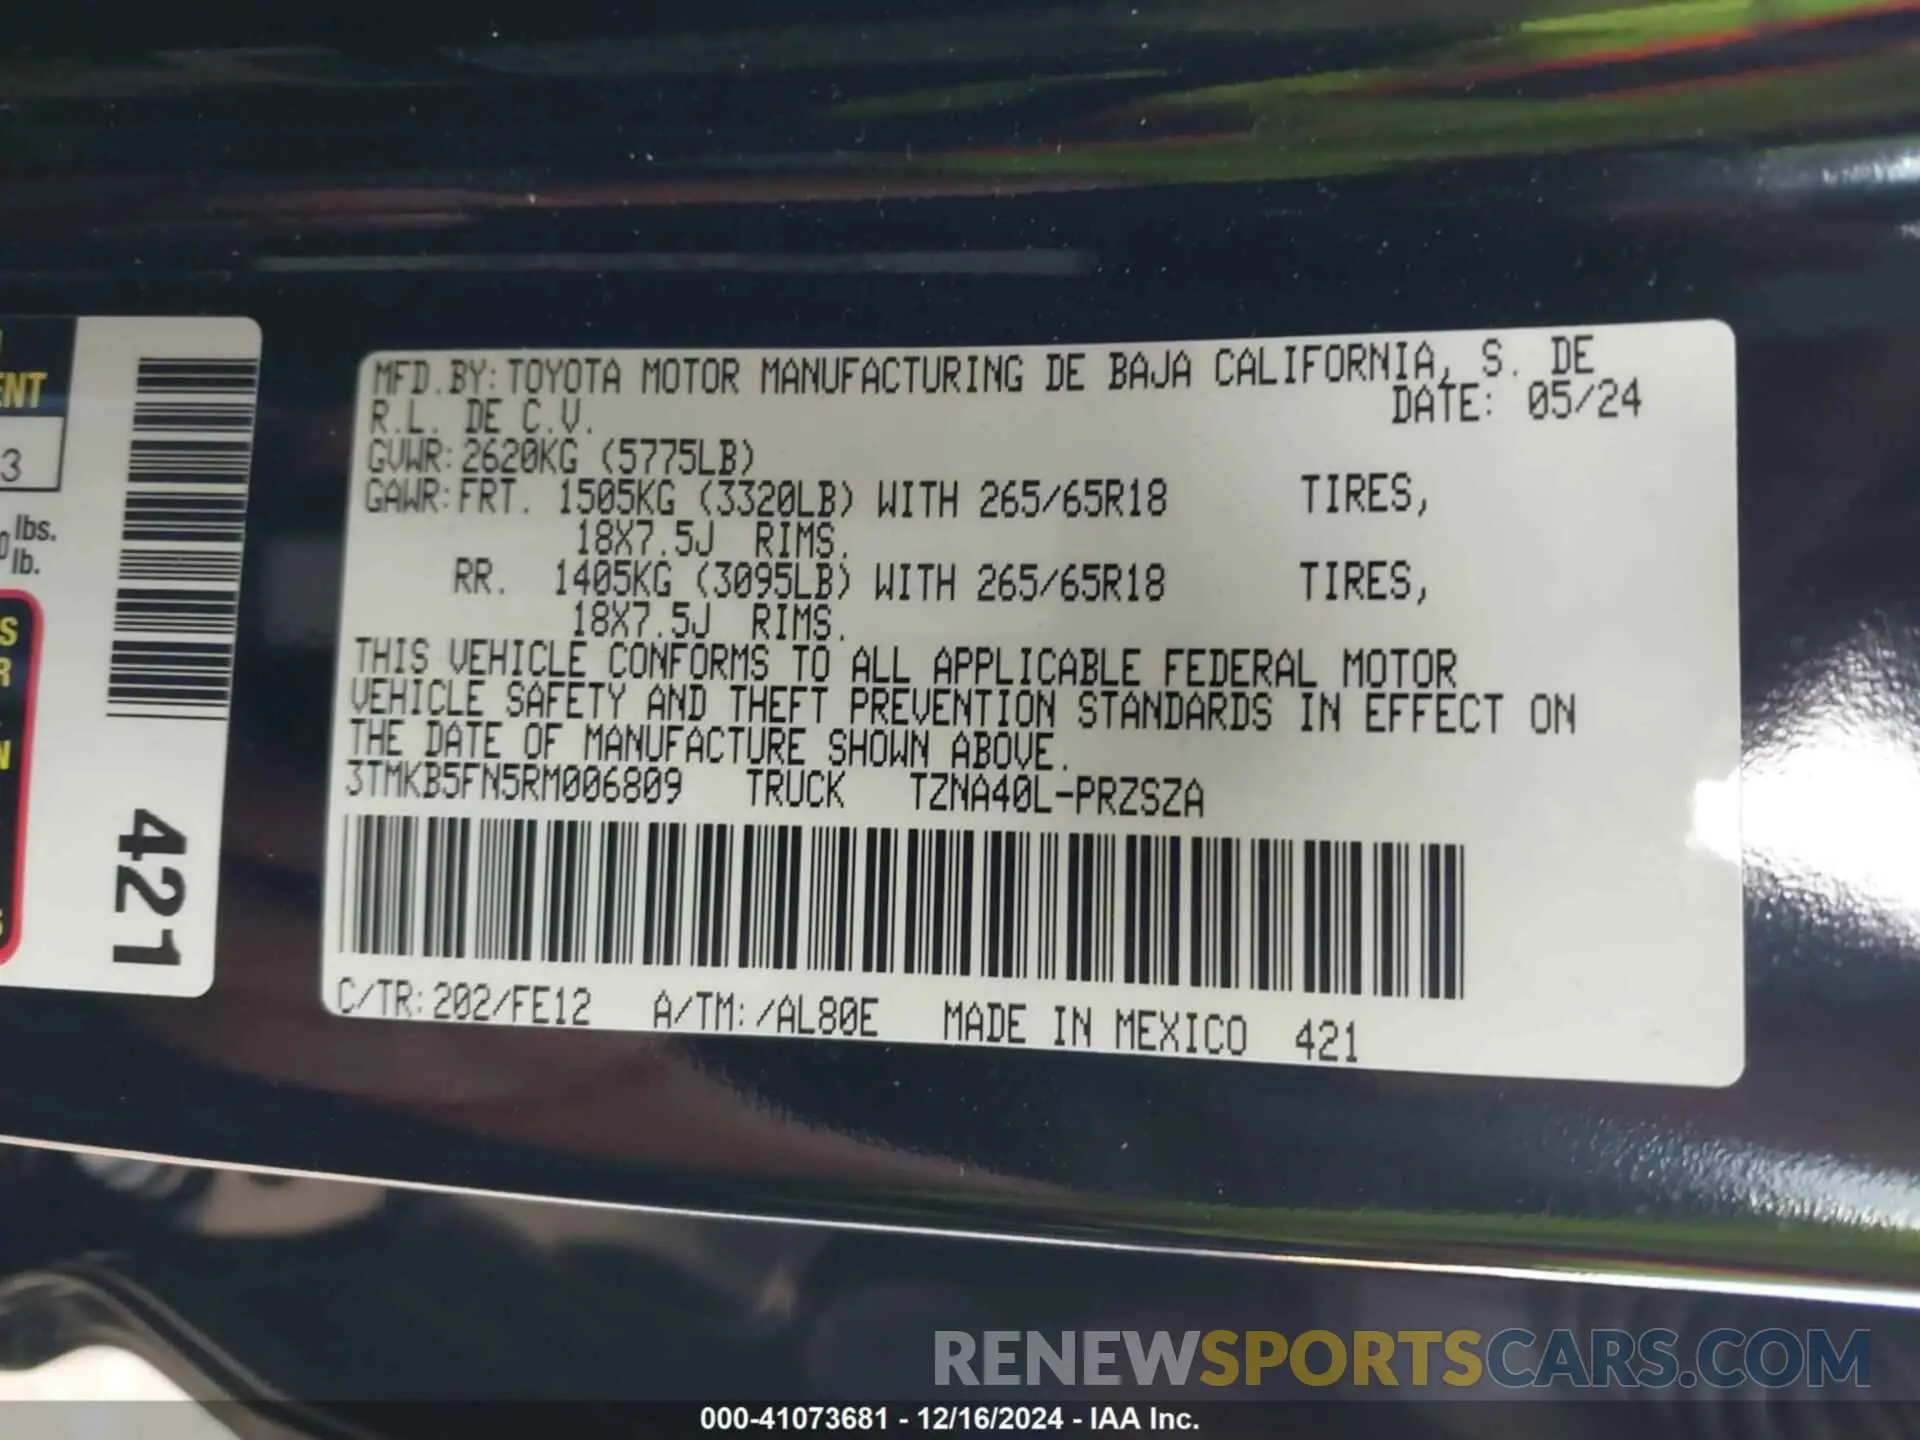 ENT
3
lbs.
lb.
S
R
N
421
MFD.BY:TOYOTA MOTOR MANUFACTURING DE BAJA CALIFORNIA, S. DE
R.L. DE C.V. DATE: 05/24
GVWR:2620KG (5775LB)
GAWR:FRT. 1505KG (3320LB) WITH 265/65R18 TIRES,
18X7.5J RIMS.
RR. 1405KG (3095LB) WITH 265/65R18 TIRES,
18X7.5J RIMS.
THIS VEHICLE CONFORMS TO ALL APPLICABLE FEDERAL MOTOR
VEHICLE SAFETY AND THEFT PREVENTION STANDARDS IN EFFECT ON
THE DATE OF MANUFACTURE SHOWN ABOVE.
3TMKB5FN5RM006809 TRUCK TZNA40L-PRZSZA
C/TR:202/FE12 A/TM:/AL80E MADE IN MEXICO 421
RENEWSPORTSCARS.COM
000-41073681 - 12/16/2024 - IAA Inc.